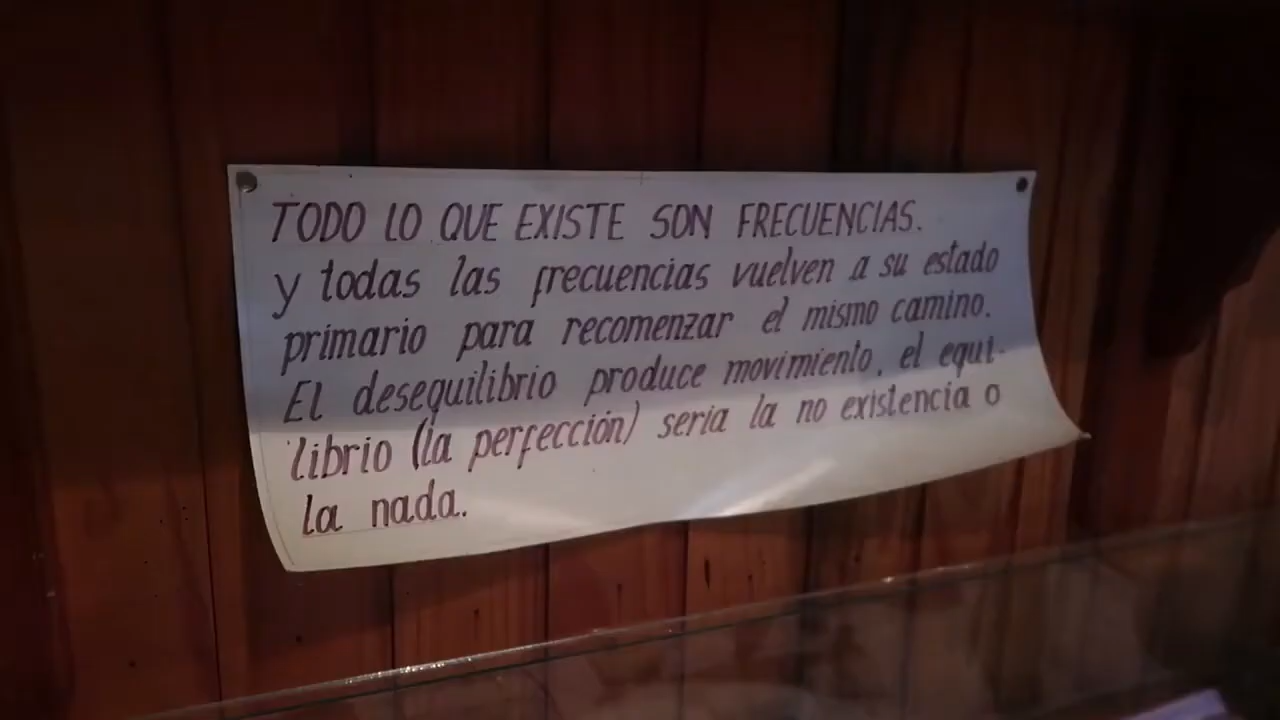 TODO LO QUE EXISTE SON FRECUENCIAS.
y todas las frecuencias vuelven a su estado
primario para recomenzar el mismo camino.
El desequilibrio produce movimiento, el equi-
librio (la perfección) seria la no existencia o
la nada.